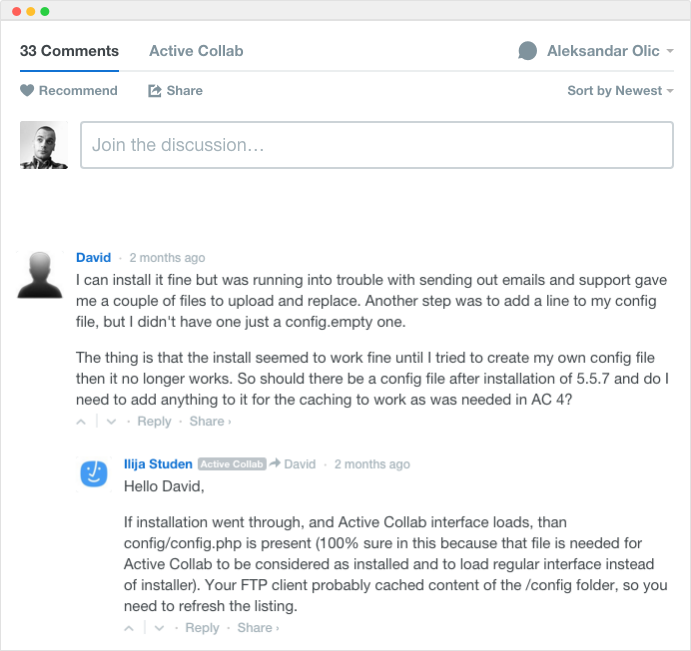 33 Comments Active Collab Aleksandar Olic
Recommend Share Sort by Newest
Join the discussion…
David · 2 months ago
I can install it fine but was running into trouble with sending out emails and support gave
me a couple of files to upload and replace. Another step was to add a line to my config
file, but I didn't have one just a config.empty one.
The thing is that the install seemed to work fine until I tried to create my own config file
then it no longer works. So should there be a config file after installation of 5.5.7 and do I
need to add anything to it for the caching to work as was needed in AC 4?
· Reply · Share ›
Ilija Studen Active Collab David · 2 months ago
Hello David,
If installation went through, and Active Collab interface loads, than
config/config.php is present (100% sure in this because that file is needed for
Active Collab to be considered as installed and to load regular interface instead
of installer). Your FTP client probably cached content of the /config folder, so you
need to refresh the listing.
· Reply · Share ›